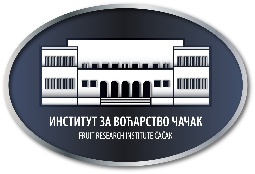 ИНСТИТУТ ЗА ВОЋАРСТВО ЧАЧАК
FRUIT RESEARCH INSTITUTE ČAČAK